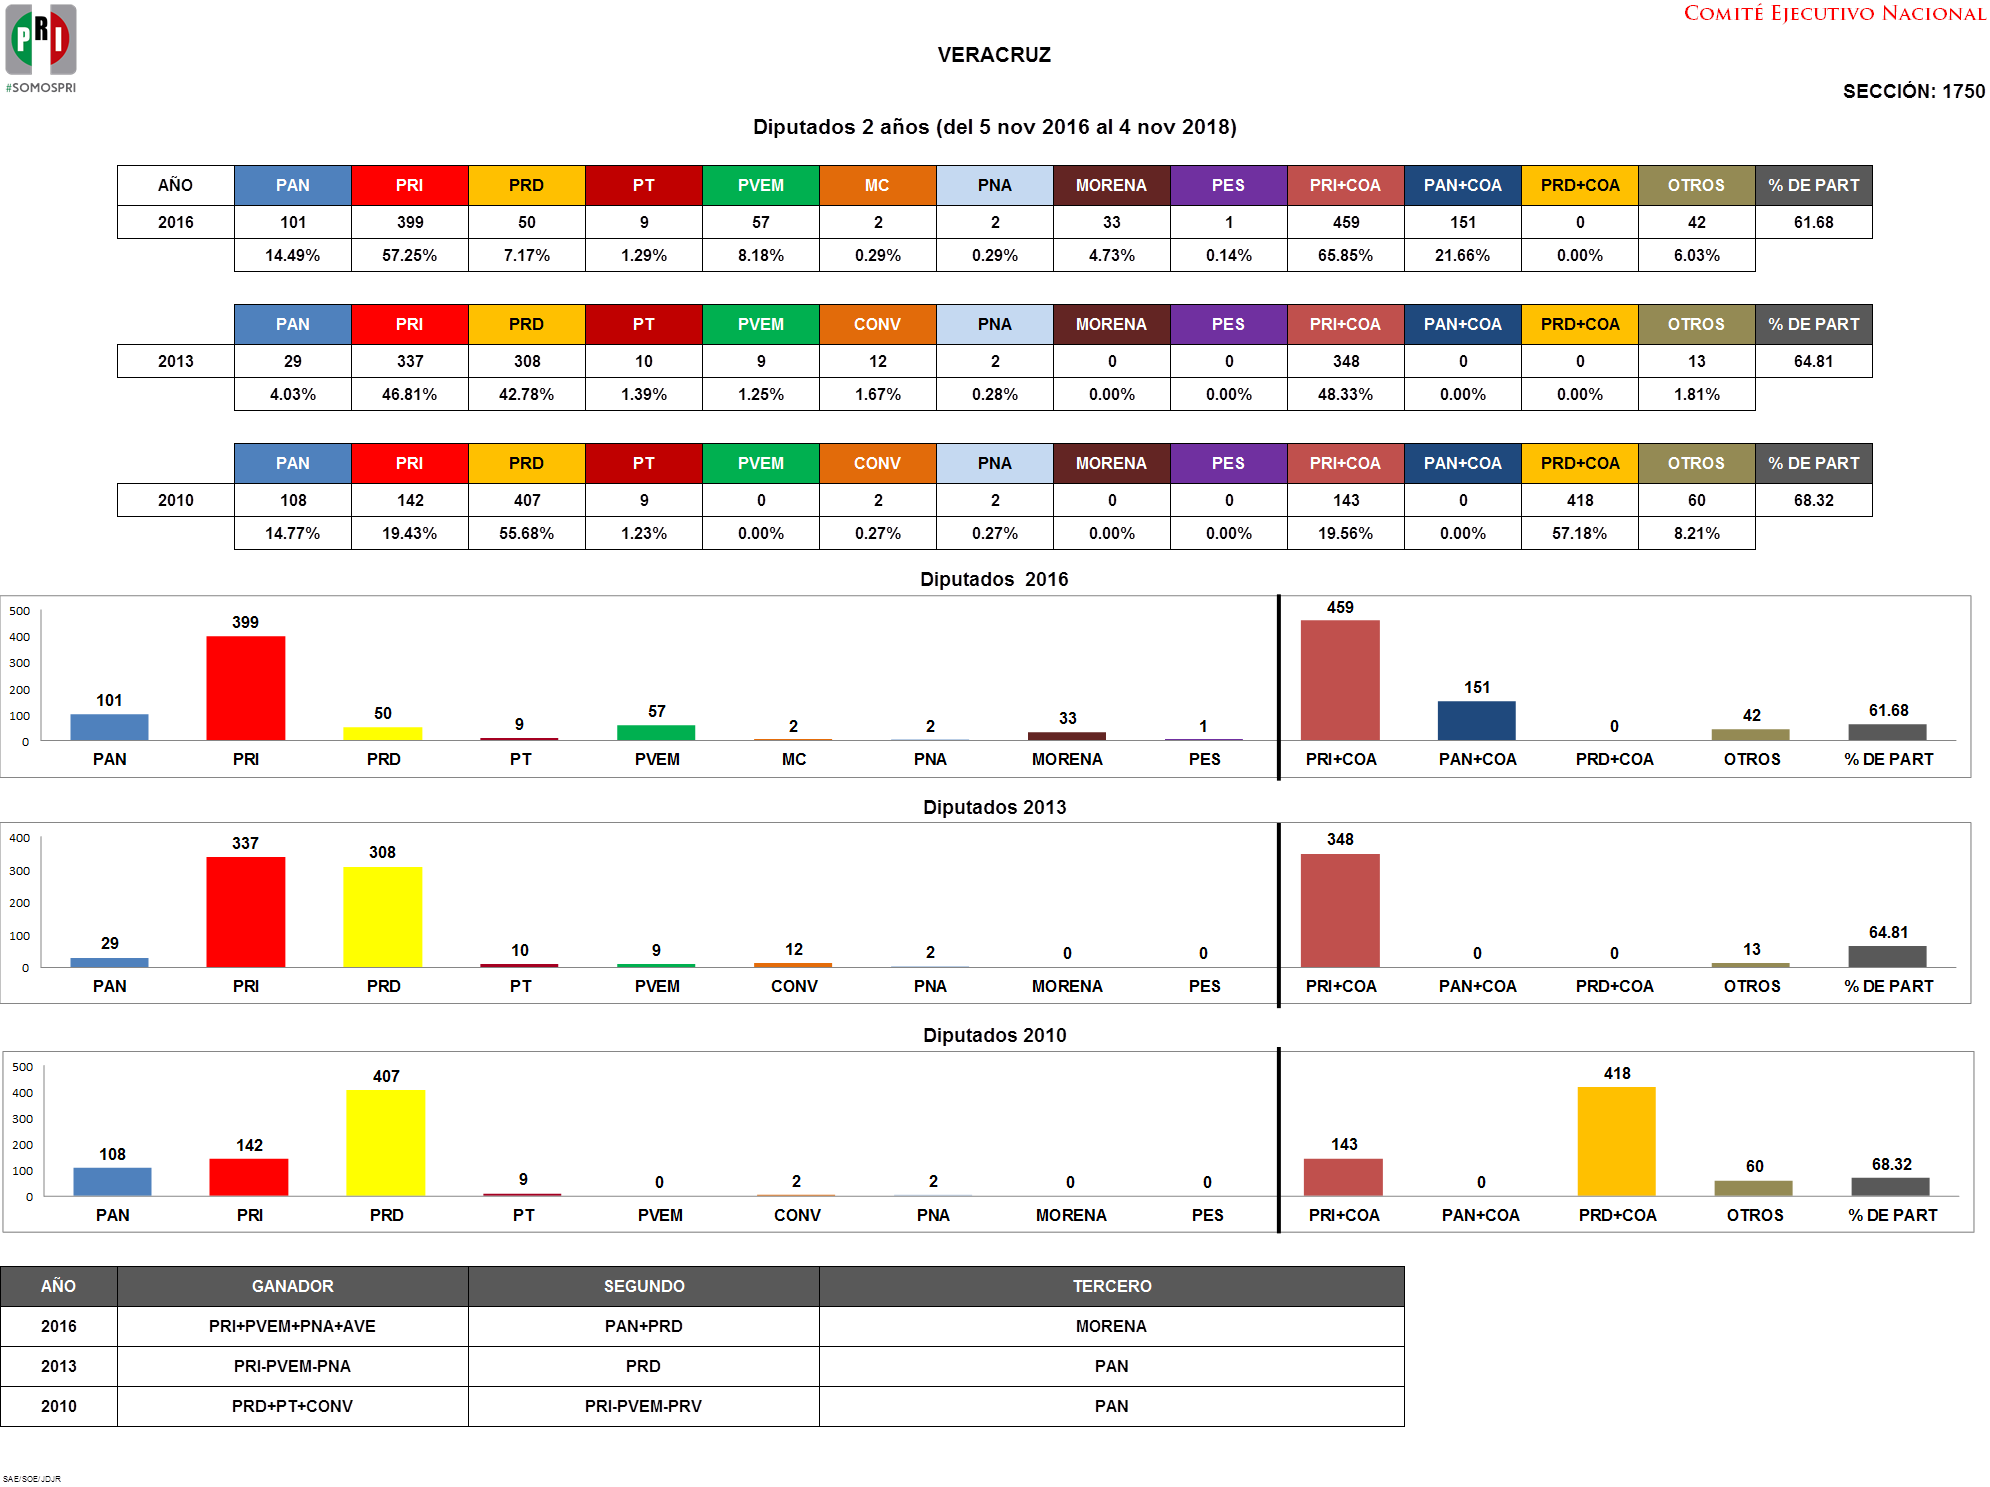 PRI
#SOMOSPRI
COMITÉ EJECUTIVO NACIONAL
VERACRUZ
SECCIÓN: 1750
Diputados 2 años (del 5 nov 2016 al 4 nov 2018)
AÑO PAN PRI PRD PT PVEM MC PNA MORENA PES PRI+COA PAN+COA PRD+COA OTROS % DE PART
2016 101 399 50 9 57 2 2 33 1 459 151 0 42 61.68
14.49% 57.25% 7.17% 1.29% 8.18% 0.29% 0.29% 4.73% 0.14% 65.85% 21.66% 0.00% 6.03%
PAN PRI PRD PT PVEM CONV PNA MORENA PES PRI+COA PAN+COA PRD+COA OTROS % DE PART
2013 29 337 308 10 9 12 2 0 0 348 0 0 13 64.81
4.03% 46.81% 42.78% 1.39% 1.25% 1.67% 0.28% 0.00% 0.00% 48.33% 0.00% 0.00% 1.81%
PAN PRI PRD PT PVEM CONV PNA MORENA PES PRI+COA PAN+COA PRD+COA OTROS % DE PART
2010 108 142 407 9 0 2 2 0 0 143 0 418 60 68.32
14.77% 19.43% 55.68% 1.23% 0.00% 0.27% 0.27% 0.00% 0.00% 19.56% 0.00% 57.18% 8.21%
Diputados 2016
500
400
300
200
100
0
101 399 50 9 57 2 2 33 1 459 151 0 42 61.68
PAN PRI PRD PT PVEM MC PNA MORENA PES PRI+COA PAN+COA PRD+COA OTROS % DE PART
Diputados 2013
400
300
200
100
0
29 337 308 10 9 12 2 0 0 348 0 0 13 64.81
PAN PRI PRD PT PVEM CONV PNA MORENA PES PRI+COA PAN+COA PRD+COA OTROS % DE PART
Diputados 2010
500
400
300
200
100
0
108 142 407 9 0 2 2 0 0 143 0 418 60 68.32
PAN PRI PRD PT PVEM CONV PNA MORENA PES PRI+COA PAN+COA PRD+COA OTROS % DE PART
AÑO GANADOR SEGUNDO TERCERO
2016 PRI+PVEM+PNA+AVE PAN+PRD MORENA
2013 PRI-PVEM-PNA PRD PAN
2010 PRD+PT+CONV PRI-PVEM-PRV PAN
SAE/SOE/JDJR